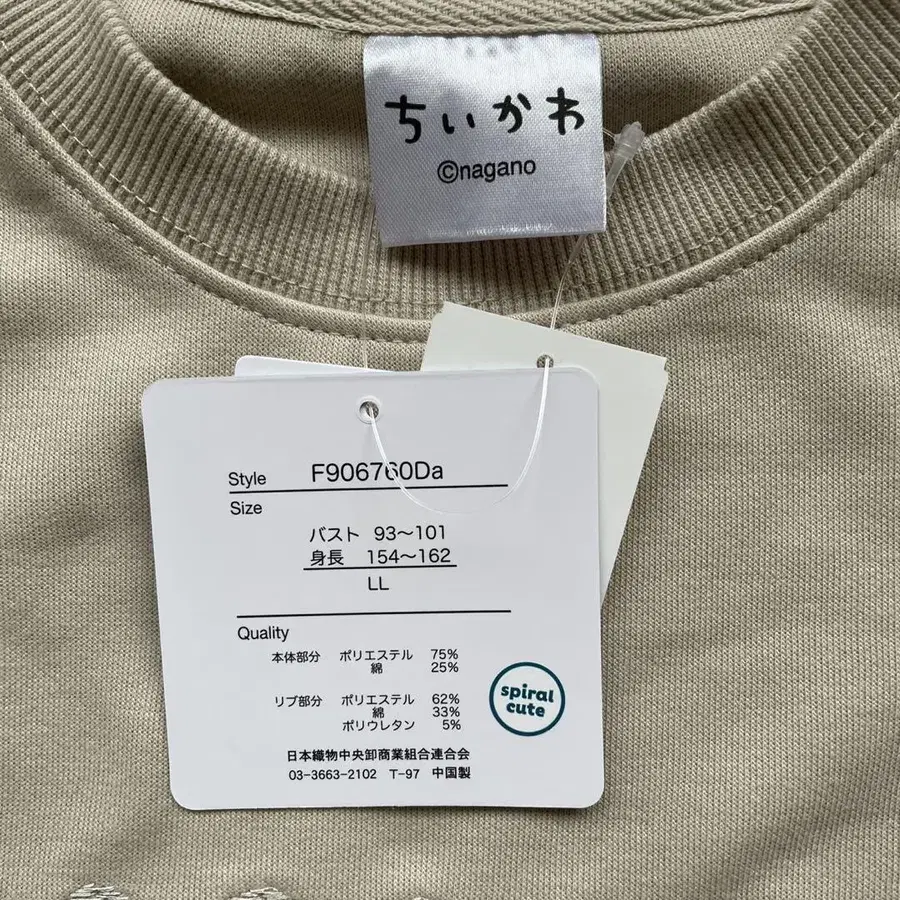 ちいかわ
©nagano
Style F906760Da
Size
バスト 93〜101
身長 154〜162
LL
Quality
本体部分 ポリエステル 75%
綿 25%
リブ部分 ポリエステル 62%
綿 33%
ポリウレタン 5%
spiral
cute
日本織物中央卸商業組合連合会
03-3663-2102 T-97 中国製